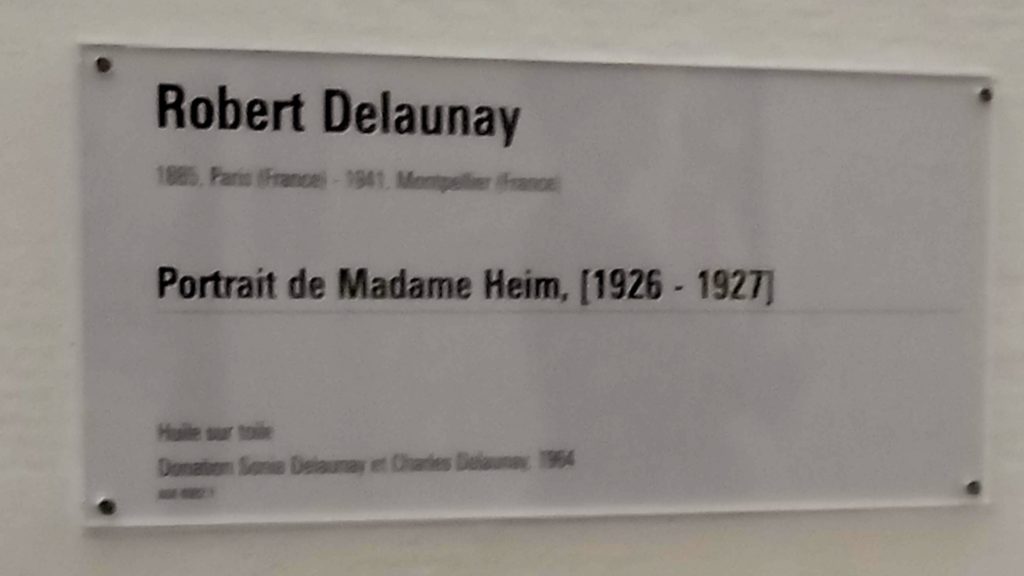 Robert Delaunay
1885, Paris (France) - 1941, Montpellier (France)
Portrait de Madame Heim, [1926 - 1927]
Huile sur toile
Donation Sonia Delaunay et Charles Delaunay, 1964